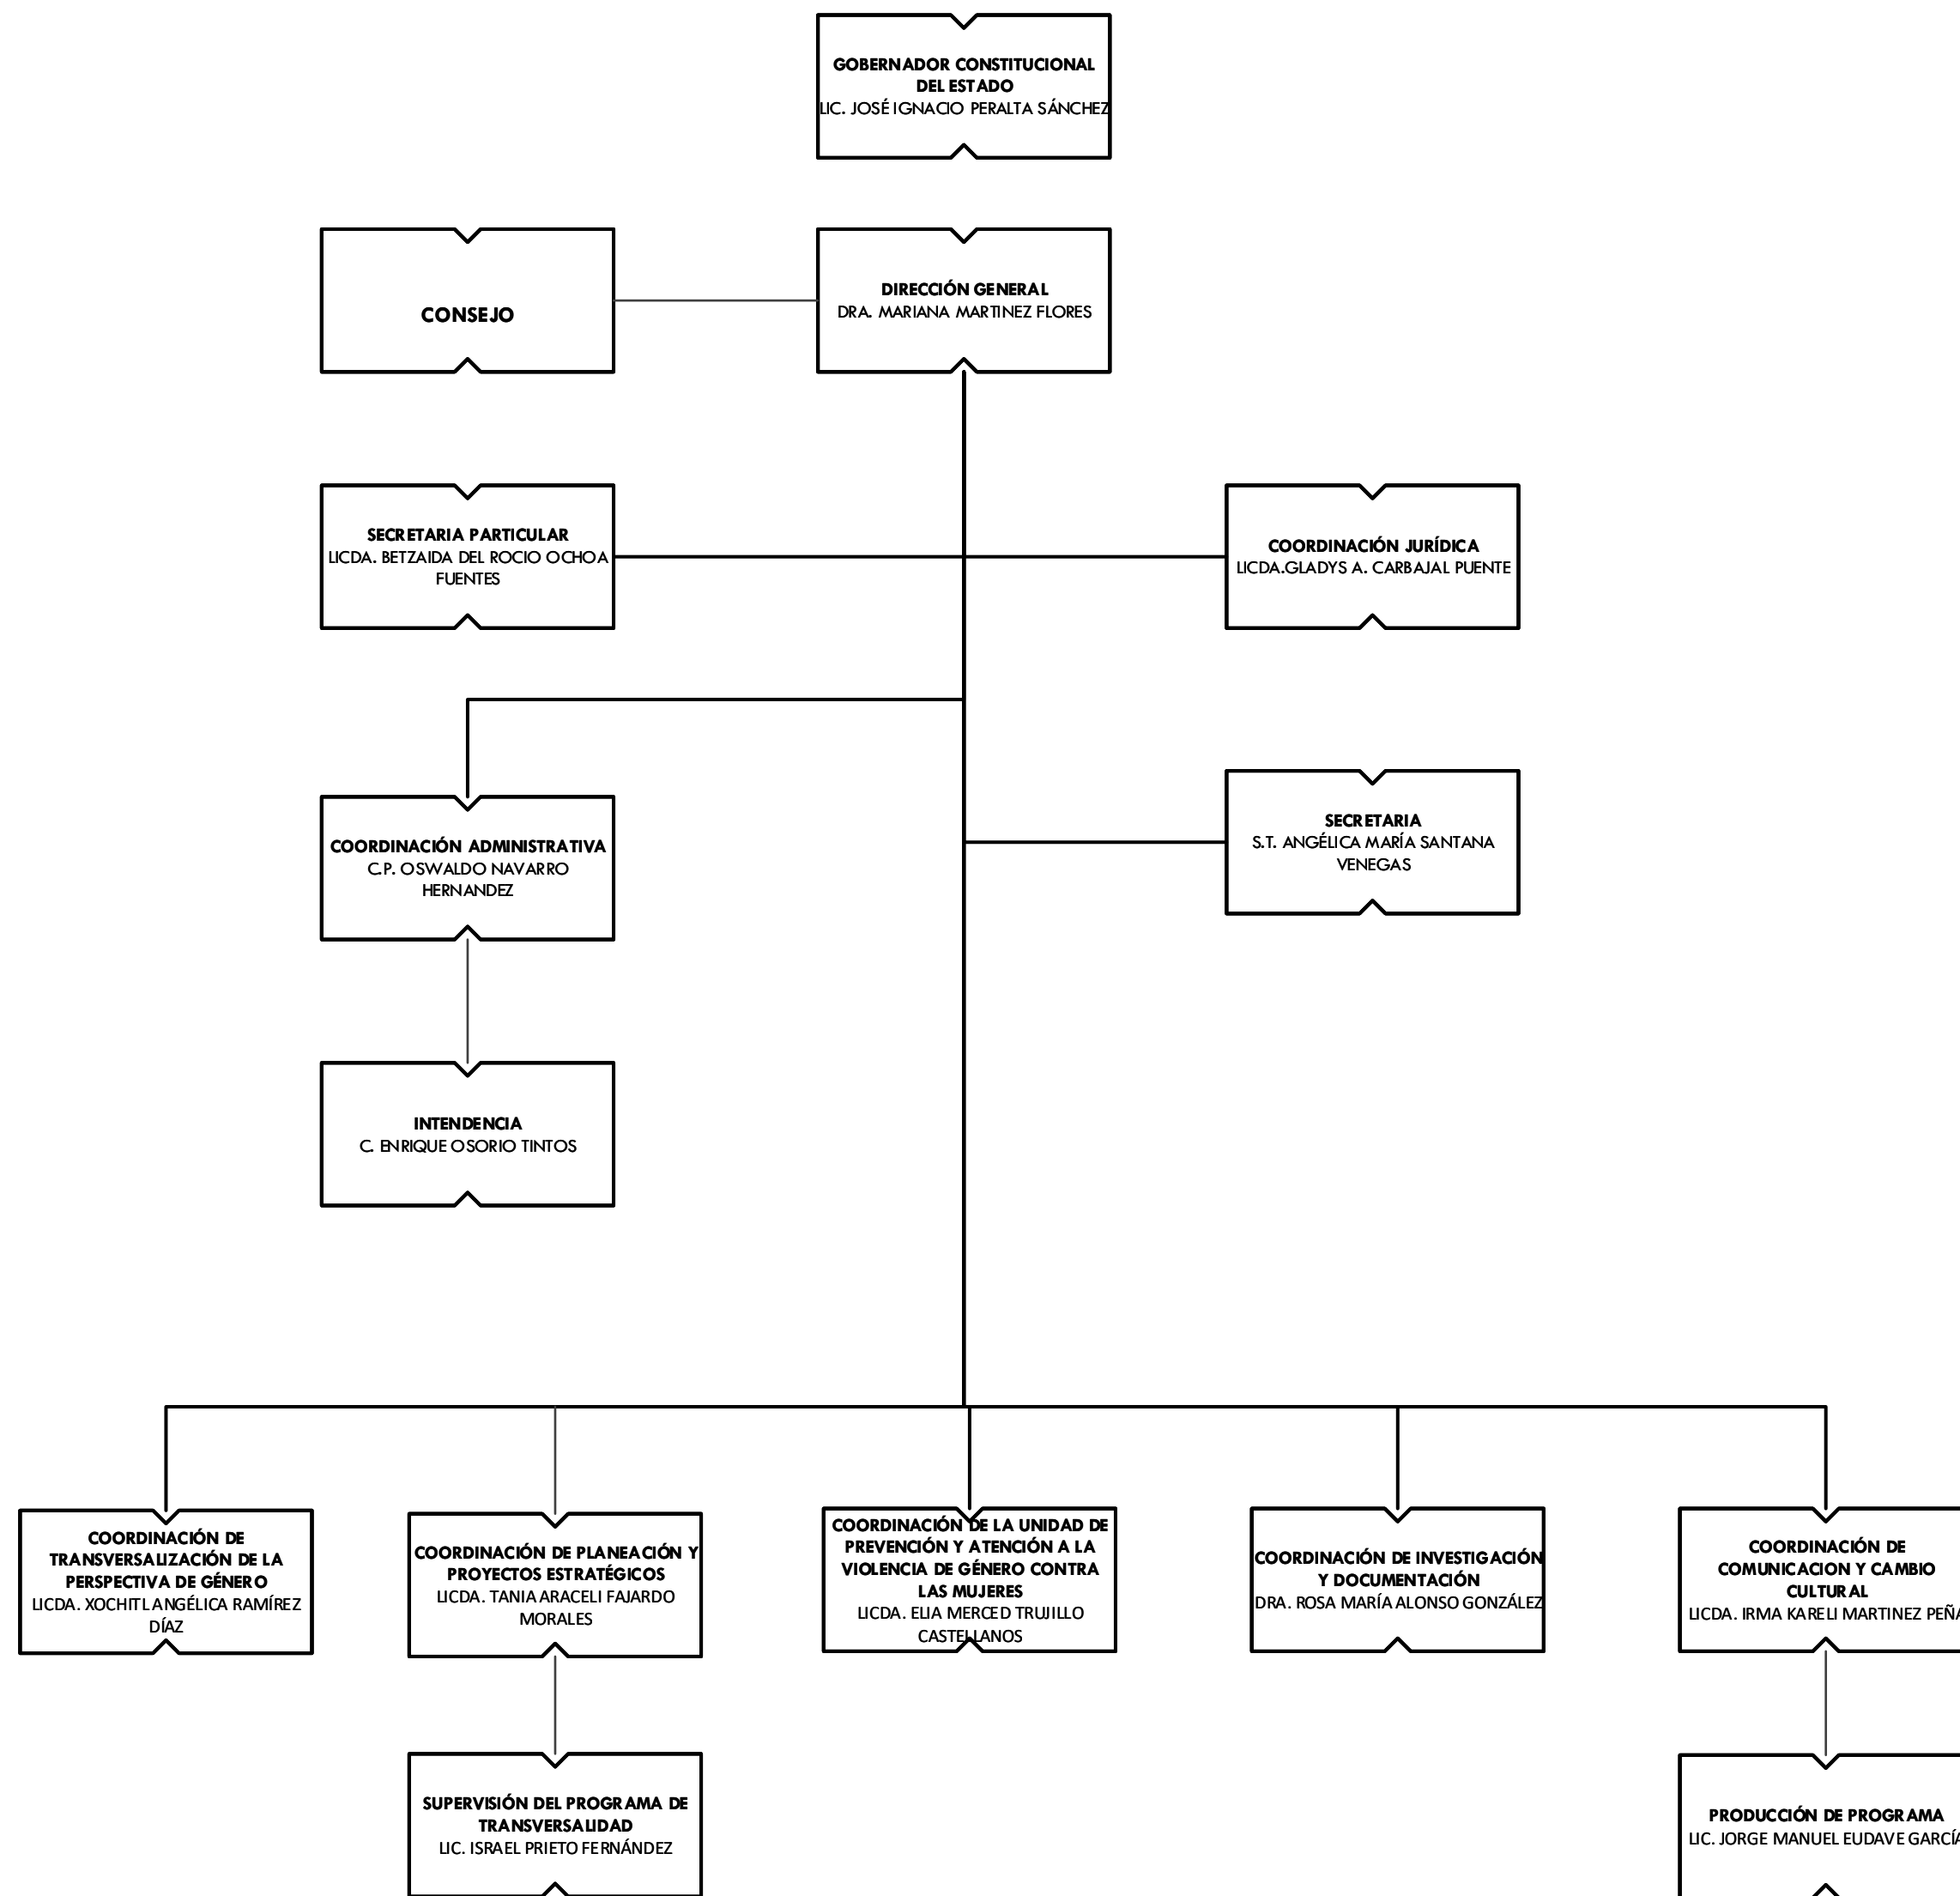 GOBERNADOR CONSTITUCIONAL
DEL ESTADO
LIC. JOSÉ IGNACIO PERALTA SÁNCHEZ
CONSEJO
DIRECCIÓN GENERAL
DRA. MARIANA MARTINEZ FLORES
SECRETARIA PARTICULAR
LICDA. BETZAIDA DEL ROCIO OCHOA
FUENTES
COORDINACIÓN JURÍDICA
LICDA.GLADYS A. CARBAJAL PUENTE
COORDINACIÓN ADMINISTRATIVA
C.P. OSWALDO NAVARRO
HERNANDEZ
SECRETARIA
S.T. ANGÉLICA MARÍA SANTANA
VENEGAS
INTENDENCIA
C. ENRIQUE OSORIO TINTOS
COORDINACIÓN DE
TRANSVERSALIZACIÓN DE LA
PERSPECTIVA DE GÉNERO
LICDA. XOCHITL ANGÉLICA RAMÍREZ
DÍAZ
COORDINACIÓN DE PLANEACIÓN Y
PROYECTOS ESTRATÉGICOS
LICDA. TANIA ARACELI FAJARDO
MORALES
COORDINACIÓN DE LA UNIDAD DE
PREVENCIÓN Y ATENCIÓN A LA
VIOLENCIA DE GÉNERO CONTRA
LAS MUJERES
LICDA. ELIA MERCED TRUJILLO
CASTELLANOS
COORDINACIÓN DE INVESTIGACIÓN
Y DOCUMENTACIÓN
DRA. ROSA MARÍA ALONSO GONZÁLEZ
COORDINACIÓN DE
COMUNICACION Y CAMBIO
CULTURAL
LICDA. IRMA KARELI MARTINEZ PEÑA
SUPERVISIÓN DEL PROGRAMA DE
TRANSVERSALIDAD
LIC. ISRAEL PRIETO FERNÁNDEZ
PRODUCCIÓN DE PROGRAMA
LIC. JORGE MANUEL EUDAVE GARCÍA